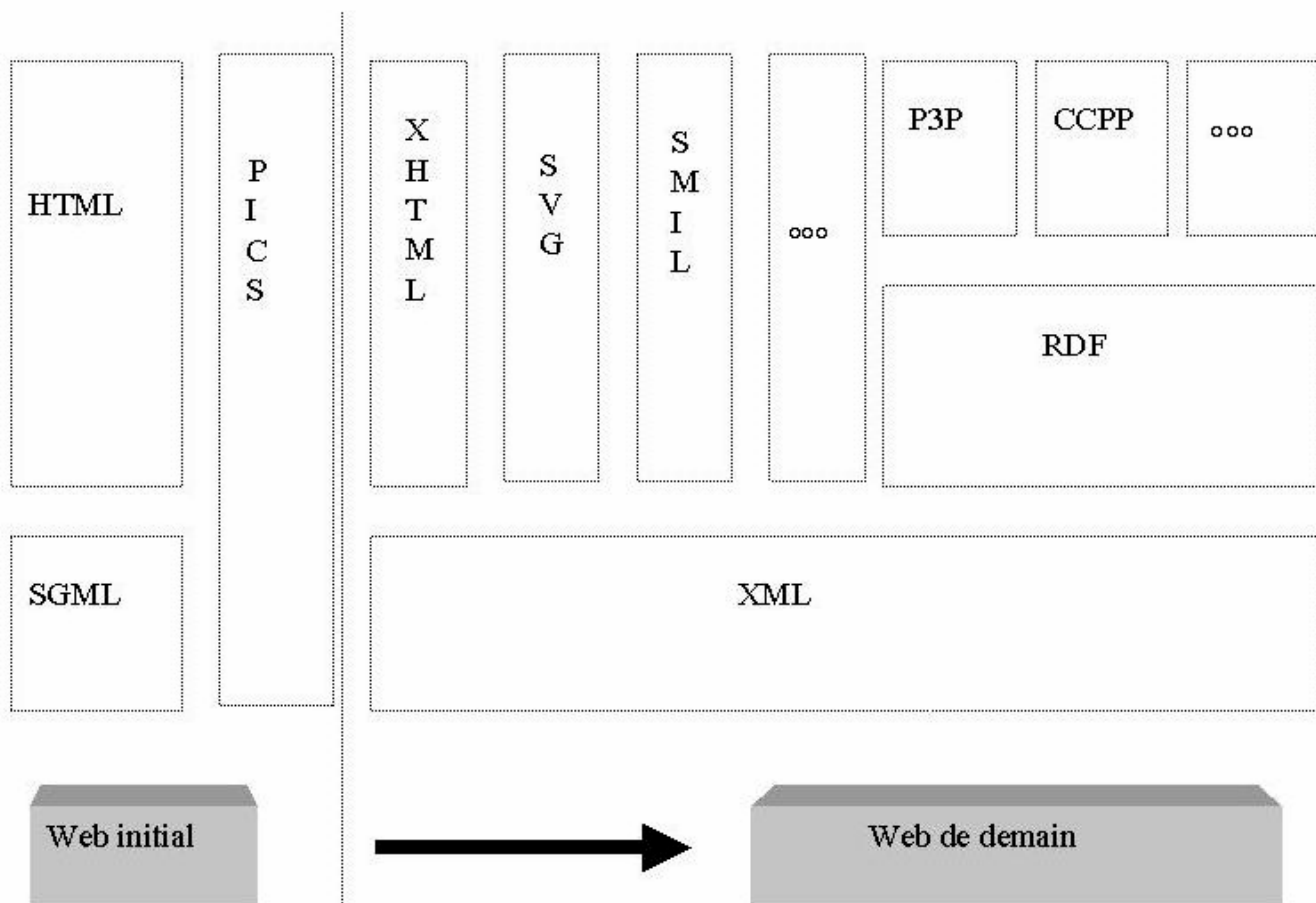 HTML
PICS
XHTML
SVG
SMIL
ooo
P3P
CCPP
ooo
RDF
SGML
XML
Web initial
Web de demain